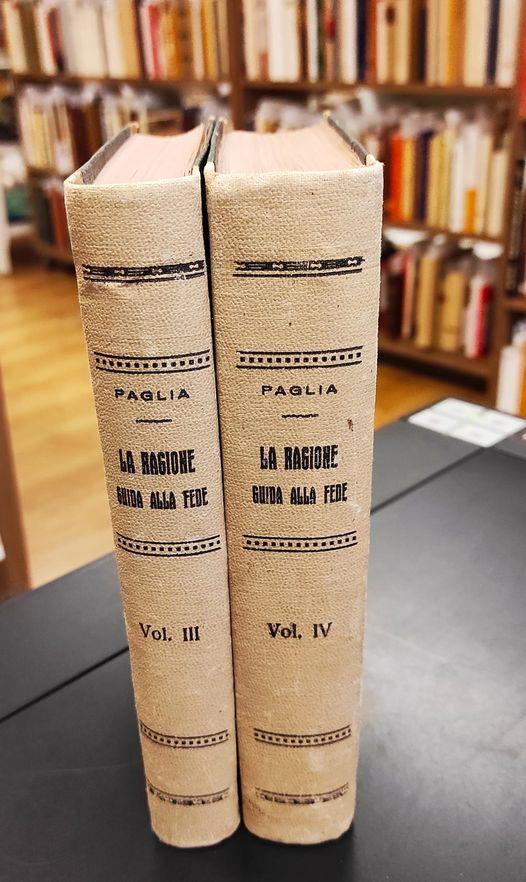 PAGLIA
LA RAGIONE
GUIDA ALLA FEDE
Vol. III
PAGLIA
LA RAGIONE
GUIDA ALLA FEDE
Vol. IV